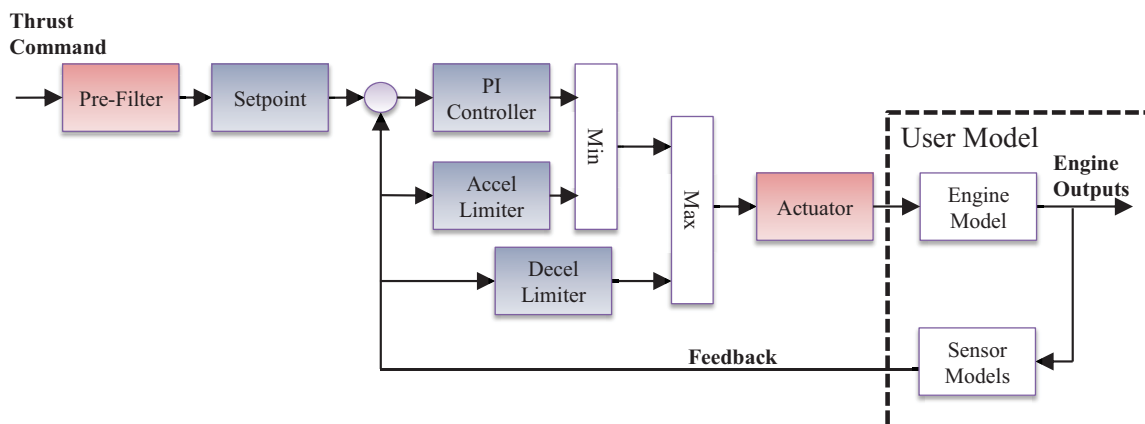 Thrust
Command
Pre-Filter
Setpoint
PI
Controller
Accel
Limiter
Decel
Limiter
Min
Max
Actuator
User Model
Engine
Model
Engine
Outputs
Sensor
Models
Feedback